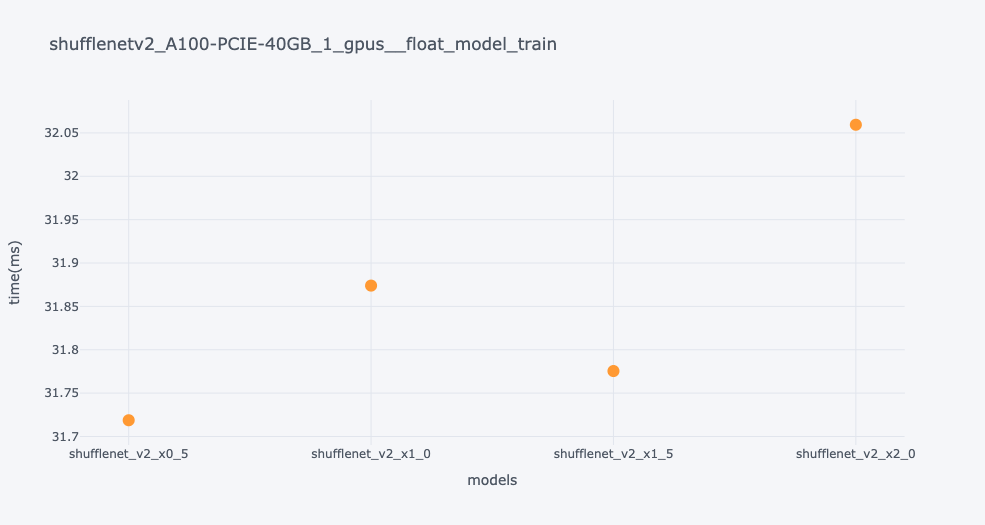 shufflenetv2_A100-PCIE-40GB_1_gpus__float_model_train
32.05
32
31.95
31.9
31.85
31.8
31.75
31.7
time(ms)
shufflenet_v2_x0_5
shufflenet_v2_x1_0
shufflenet_v2_x1_5
shufflenet_v2_x2_0
models